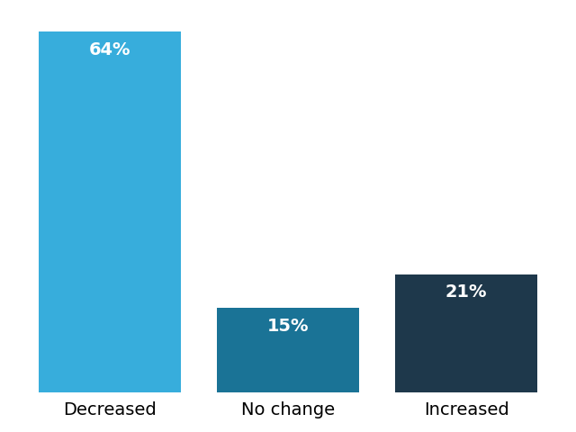 64%
15%
21%
Decreased
No change
Increased